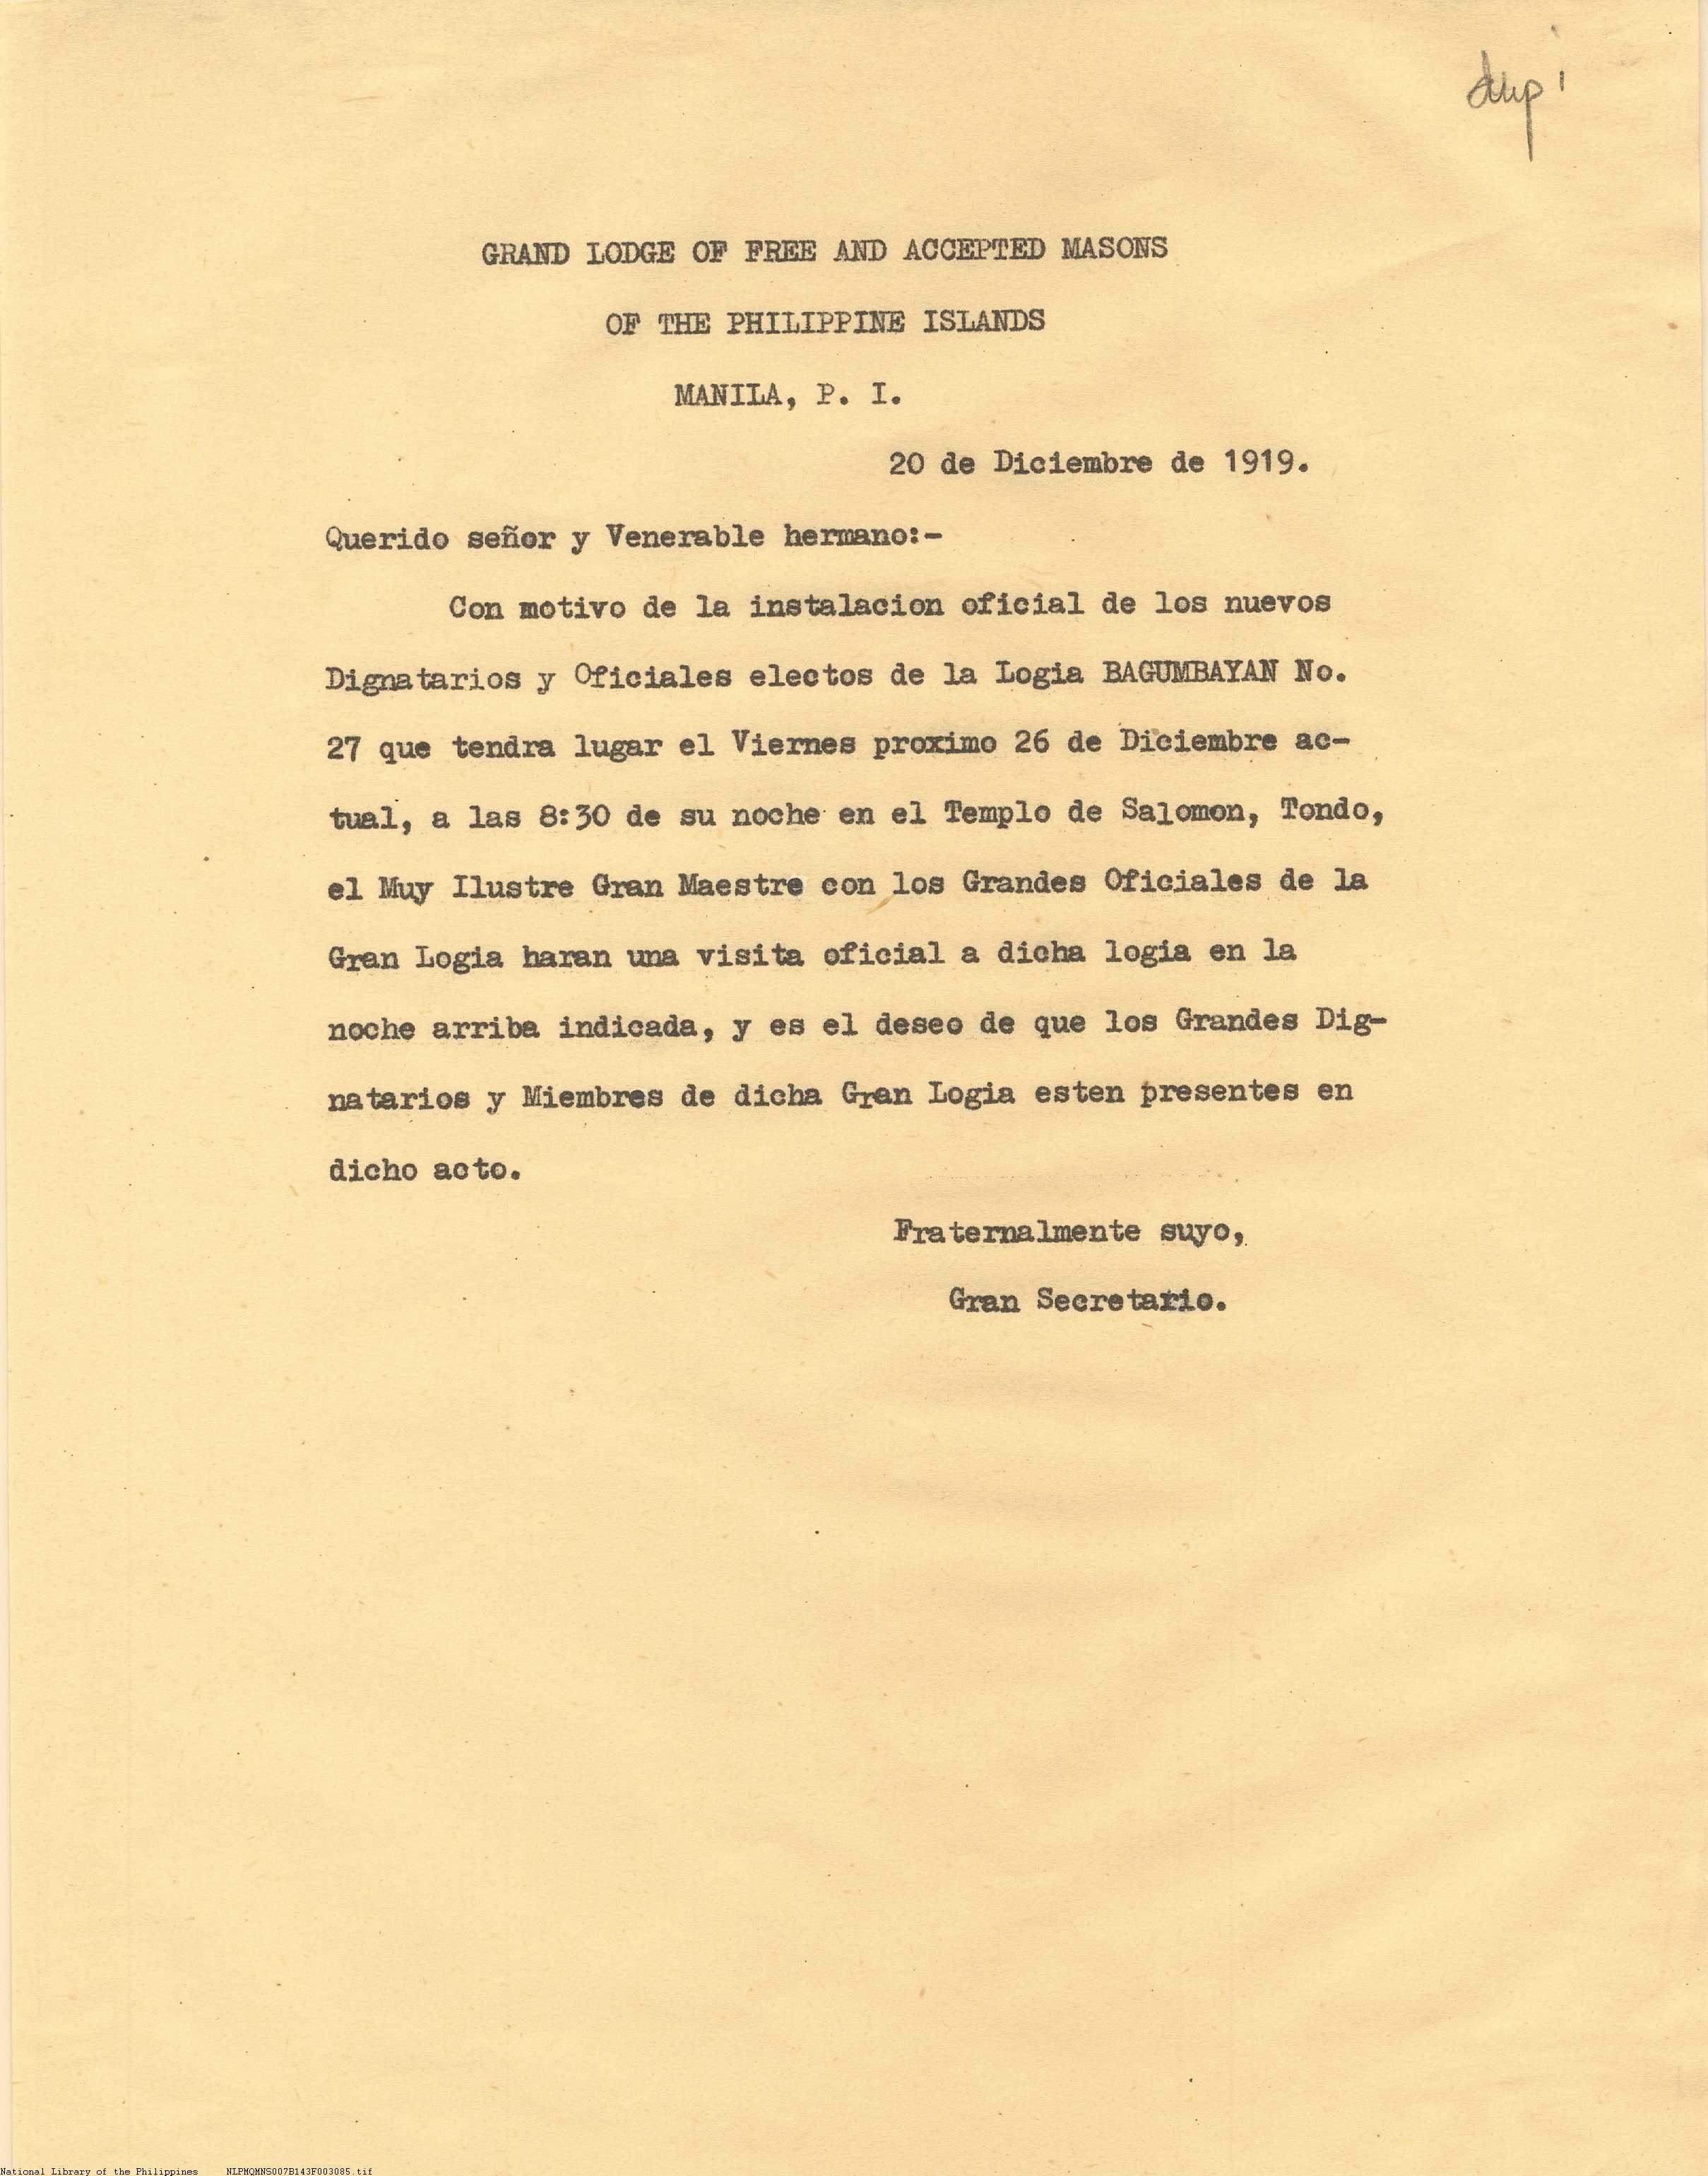 dup
GRAND LODGE OF FREE AND ACCEPTED MASONS
OF THE PHILIPPINE ISLANDS
MANILA, P. I.
20 de Diciembre de 1919.
Querido señor y Venerable hermano:-
Con motivo de la instalacion oficial de los nuevos
Dignatarios y Oficiales electos de la Logia BAGUMBAYAN No.
27 que tendra lugar el Viernes proximo 26 de Diciembre ac-
tual, a las 8:30 de su noche en el Templo de Salomon, Tondo,
el Muy Ilustre Gran Maestre con los Grandes Oficiales de la
Gran Logia haran una visita oficial a dicha logia en la
noche arriba indicada, y es el deseo de que los Grandes Dig-
natarios y Miembres de dicha Gran Logia esten presentes en
dicho acto.
Fraternalmente suyo,
Gran Secretario.
National Library of the Philippines NLPMQMNS007B143F003085.tif